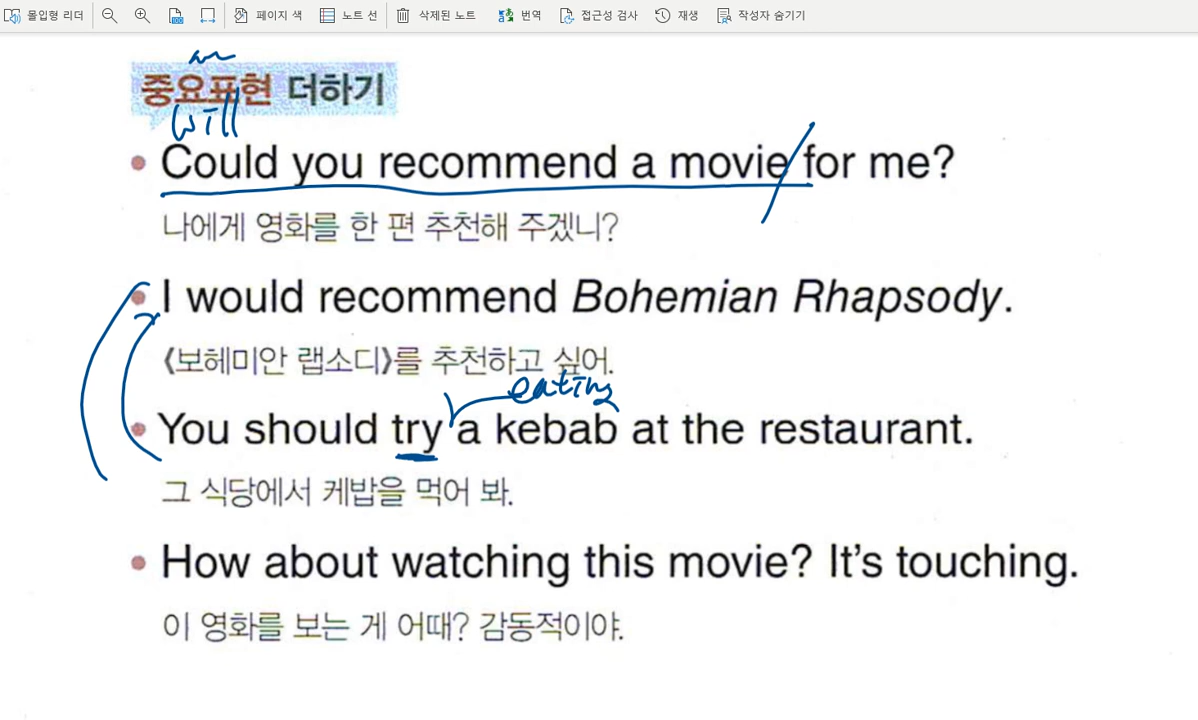 몰입형 리더 페이지 색 노트 선 삭제된 노트 번역 접근성 검사 재생 작성자 숨기기
중요표현 더하기
will
• Could you recommend a movie for me?
나에게 영화를 한 편 추천해 주겠니?
• I would recommend Bohemian Rhapsody.
《보헤미안 랩소디》를 추천하고 싶어.
eating
• You should try a kebab at the restaurant.
그 식당에서 케밥을 먹어 봐.
• How about watching this movie? It's touching.
이 영화를 보는 게 어때? 감동적이야.